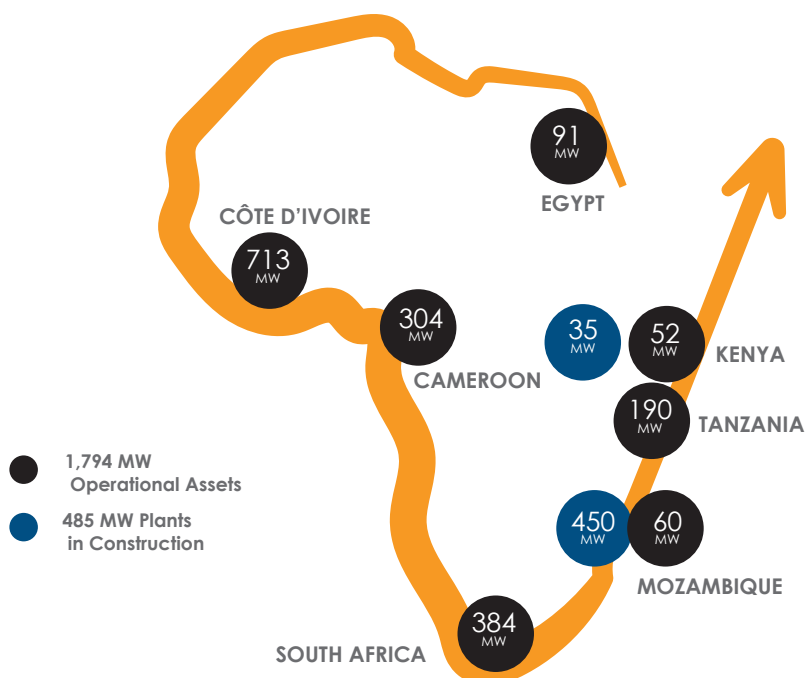 91
MW
EGYPT
CÔTE D'IVOIRE
713
MW
304
MW
CAMEROON
35
MW
52
MW
KENYA
190
MW
TANZANIA
1,794 MW
Operational Assets
485 MW Plants
in Construction
450
MW
60
MW
MOZAMBIQUE
384
MW
SOUTH AFRICA